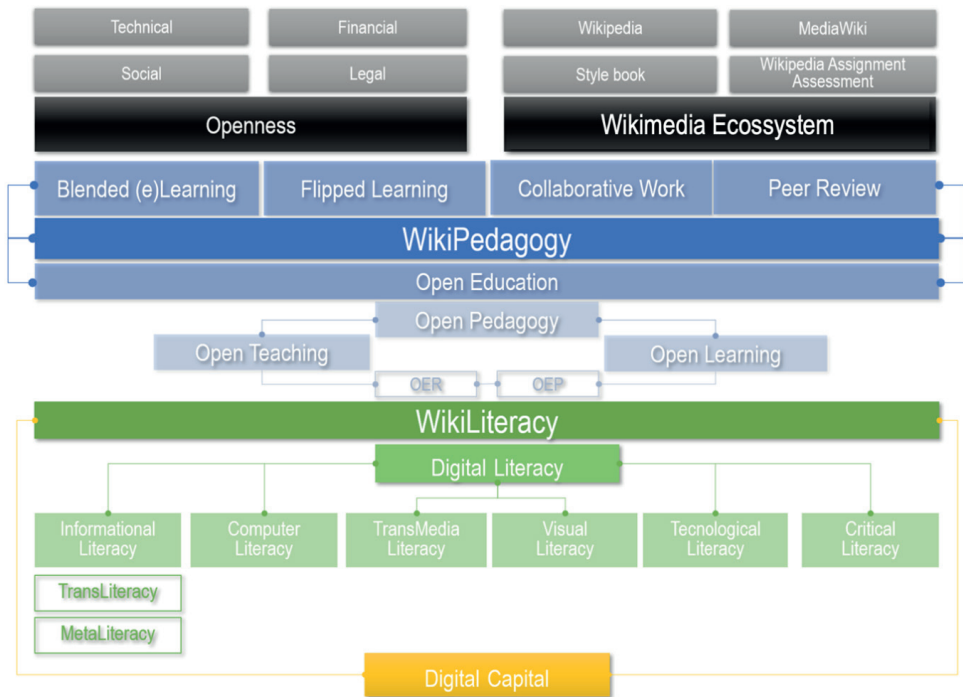 Technical
Financial
Wikipedia
MediaWiki
Social
Legal
Style book
Wikipedia Assignment
Assessment
Openness
Wikimedia Ecossystem
Blended (e)Learning
Flipped Learning
Collaborative Work
Peer Review
WikiPedagogy
Open Education
Open Pedagogy
Open Teaching
Open Learning
OER
OEP
WikiLiteracy
Digital Literacy
Informational
Literacy
Computer
Literacy
TransMedia
Literacy
Visual
Literacy
Tecnological
Literacy
Critical
Literacy
TransLiteracy
MetaLiteracy
Digital Capital